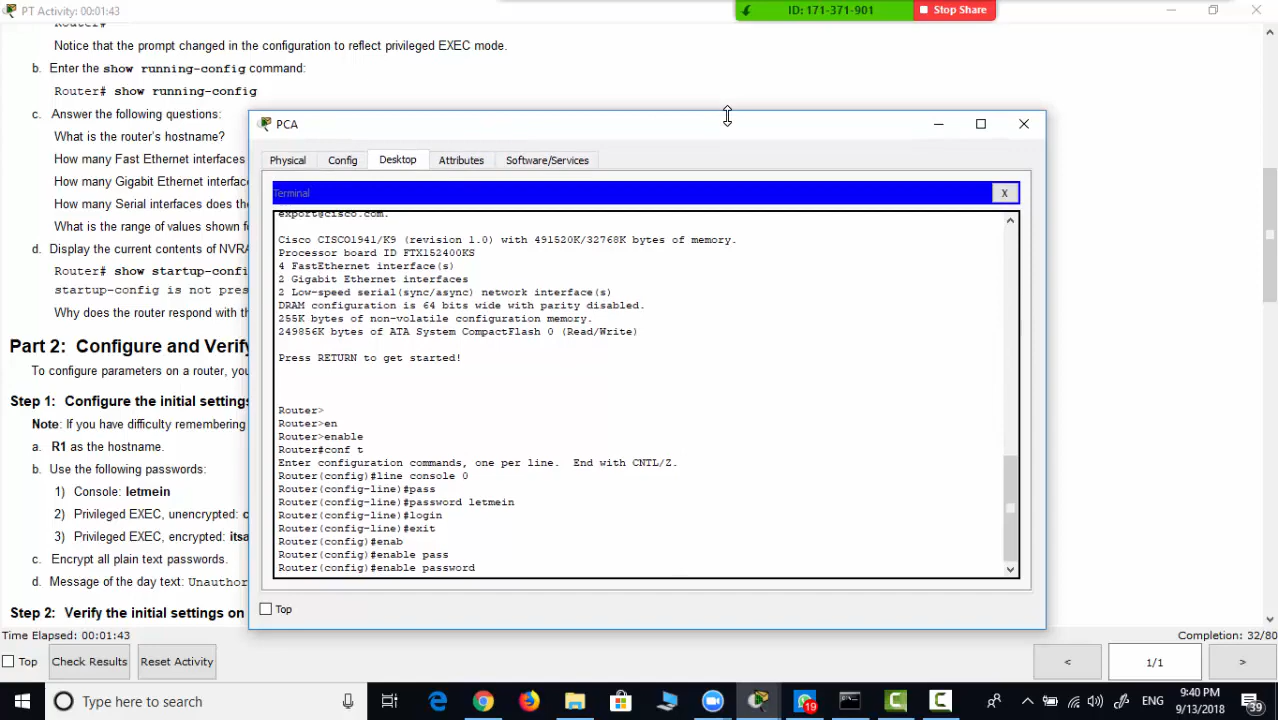 PT Activity: 00:01:43
ID: 171-371-901
Stop Share
Router#
Notice that the prompt changed in the configuration to reflect privileged EXEC mode.
b. Enter the show running-config command:
Router# show running-config
c. Answer the following questions:
What is the router's hostname?
How many Fast Ethernet interfaces
How many Gigabit Ethernet interface
How many Serial interfaces does the
What is the range of values shown fo
d. Display the current contents of NVRA
Router# show startup-confi
startup-config is not pres
Why does the router respond with th
Part 2: Configure and Verify
To configure parameters on a router, you
Step 1: Configure the initial settings
Note: If you have difficulty remembering
a. R1 as the hostname.
b. Use the following passwords:
1) Console: letmein
2) Privileged EXEC, unencrypted: c
3) Privileged EXEC, encrypted: itsa
c. Encrypt all plain text passwords.
d. Message of the day text: Unauthor
Step 2: Verify the initial settings on
PCA
Physical
Config
Desktop
Attributes
Software/Services
Terminal
X
export@cisco.com.
Cisco CISCO1941/K9 (revision 1.0) with 491520K/32768K bytes of memory.
Processor board ID FTX152400KS
4 FastEthernet interface(s)
2 Gigabit Ethernet interfaces
2 Low-speed serial(sync/async) network interface(s)
DRAM configuration is 64 bits wide with parity disabled.
255K bytes of non-volatile configuration memory.
249856K bytes of ATA System CompactFlash 0 (Read/Write)
Press RETURN to get started!
Router>
Router>en
Router>enable
Router#conf t
Enter configuration commands, one per line.  End with CNTL/Z.
Router(config)#line console 0
Router(config-line)#pass
Router(config-line)#password letmein
Router(config-line)#login
Router(config-line)#exit
Router(config)#enab
Router(config)#enable pass
Router(config)#enable password
Top
Time Elapsed: 00:01:43
Completion: 32/80
Top
Check Results
Reset Activity
<
1/1
>
Type here to search
19
ENG
9:40 PM
9/13/2018
39